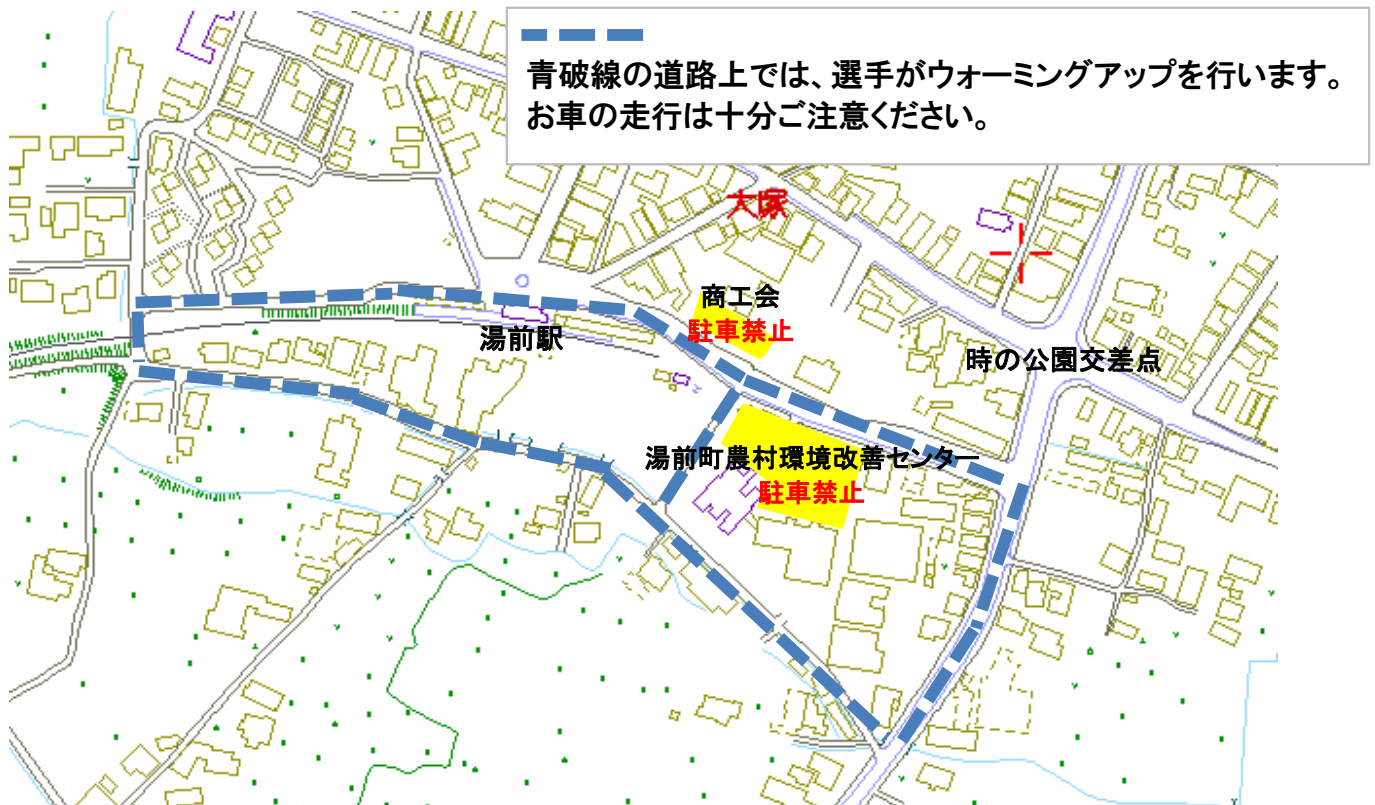 青破線の道路上では、選手がウォーミングアップを行います。
お車の走行は十分ご注意ください。
大塚
商工会
駐車禁止
湯前駅
時の公園交差点
湯前町農村環境改善センター
駐車禁止